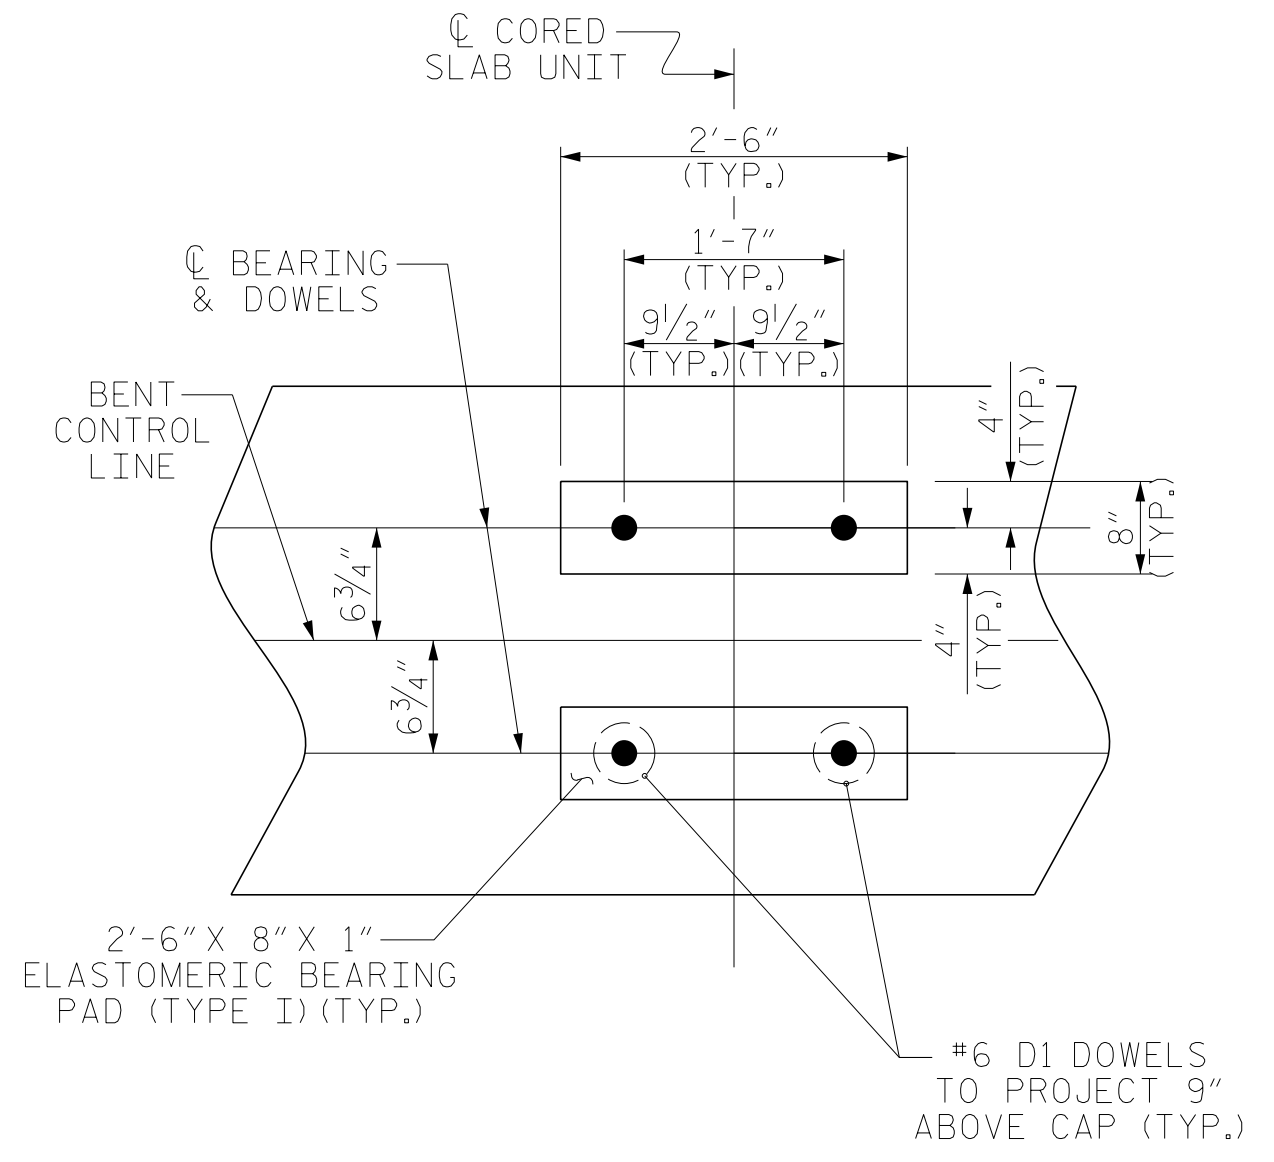 ℄ CORED
SLAB UNIT
2'-6"
(TYP.)
1'-7"
(TYP.)
℄ BEARING
& DOWELS
9½" 9½"
(TYP.) (TYP.)
BENT
CONTROL
LINE
4"
(TYP.)
8"
(TYP.)
6¾"
4"
(TYP.)
6¾"
2'-6" X 8" X 1"
ELASTOMERIC BEARING
PAD (TYPE I) (TYP.)
#6 D1 DOWELS
TO PROJECT 9"
ABOVE CAP (TYP.)